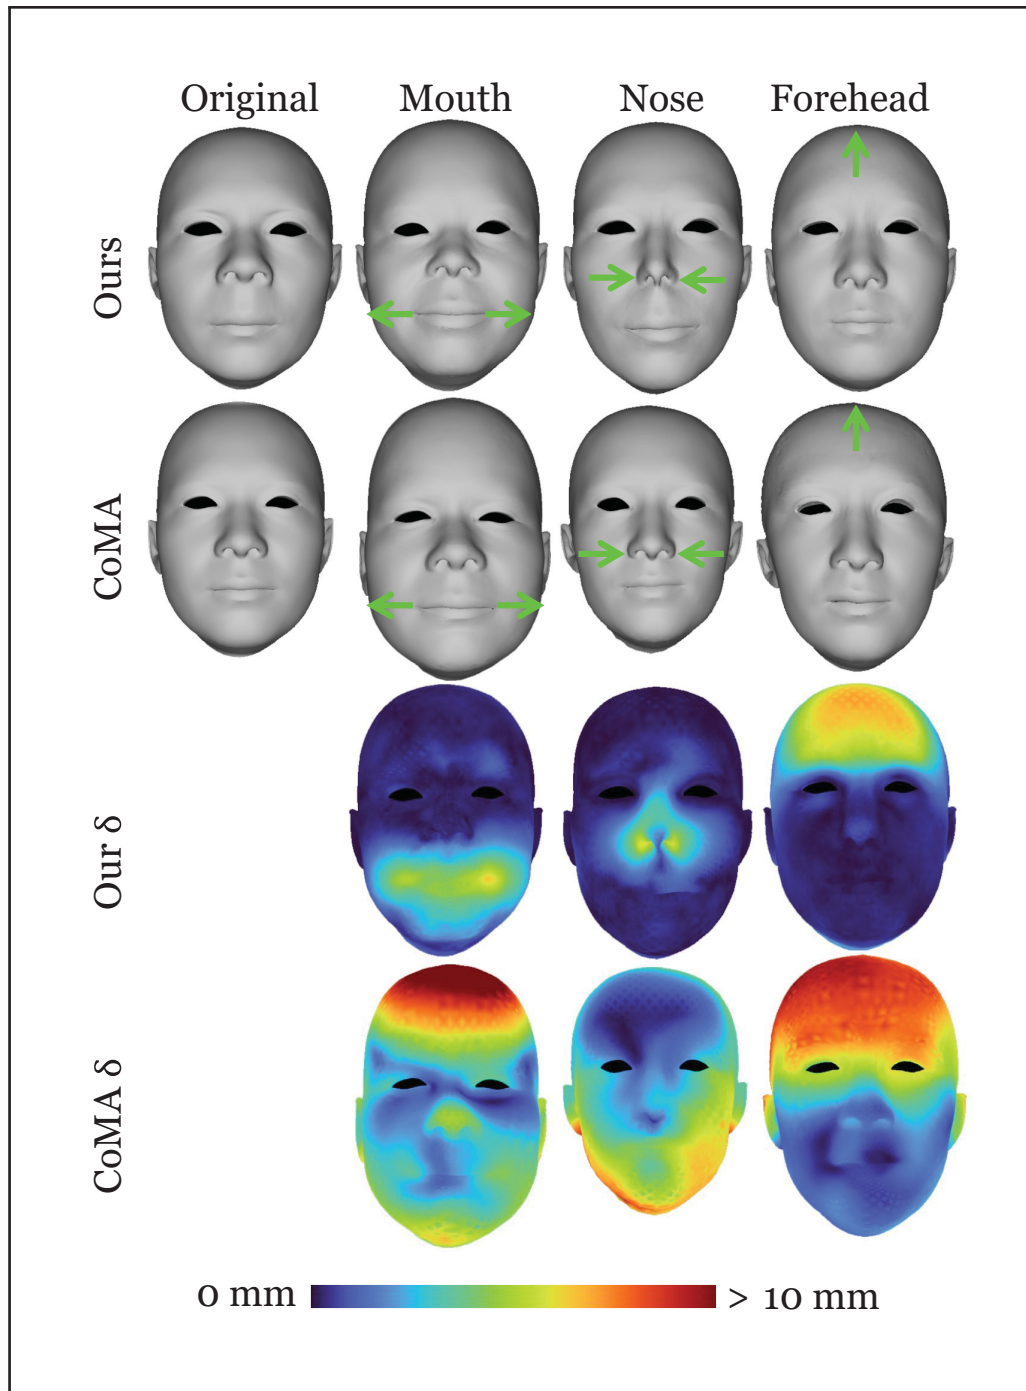 Original Mouth Nose Forehead
Ours
CoMA
Our δ
CoMA δ
0 mm > 10 mm